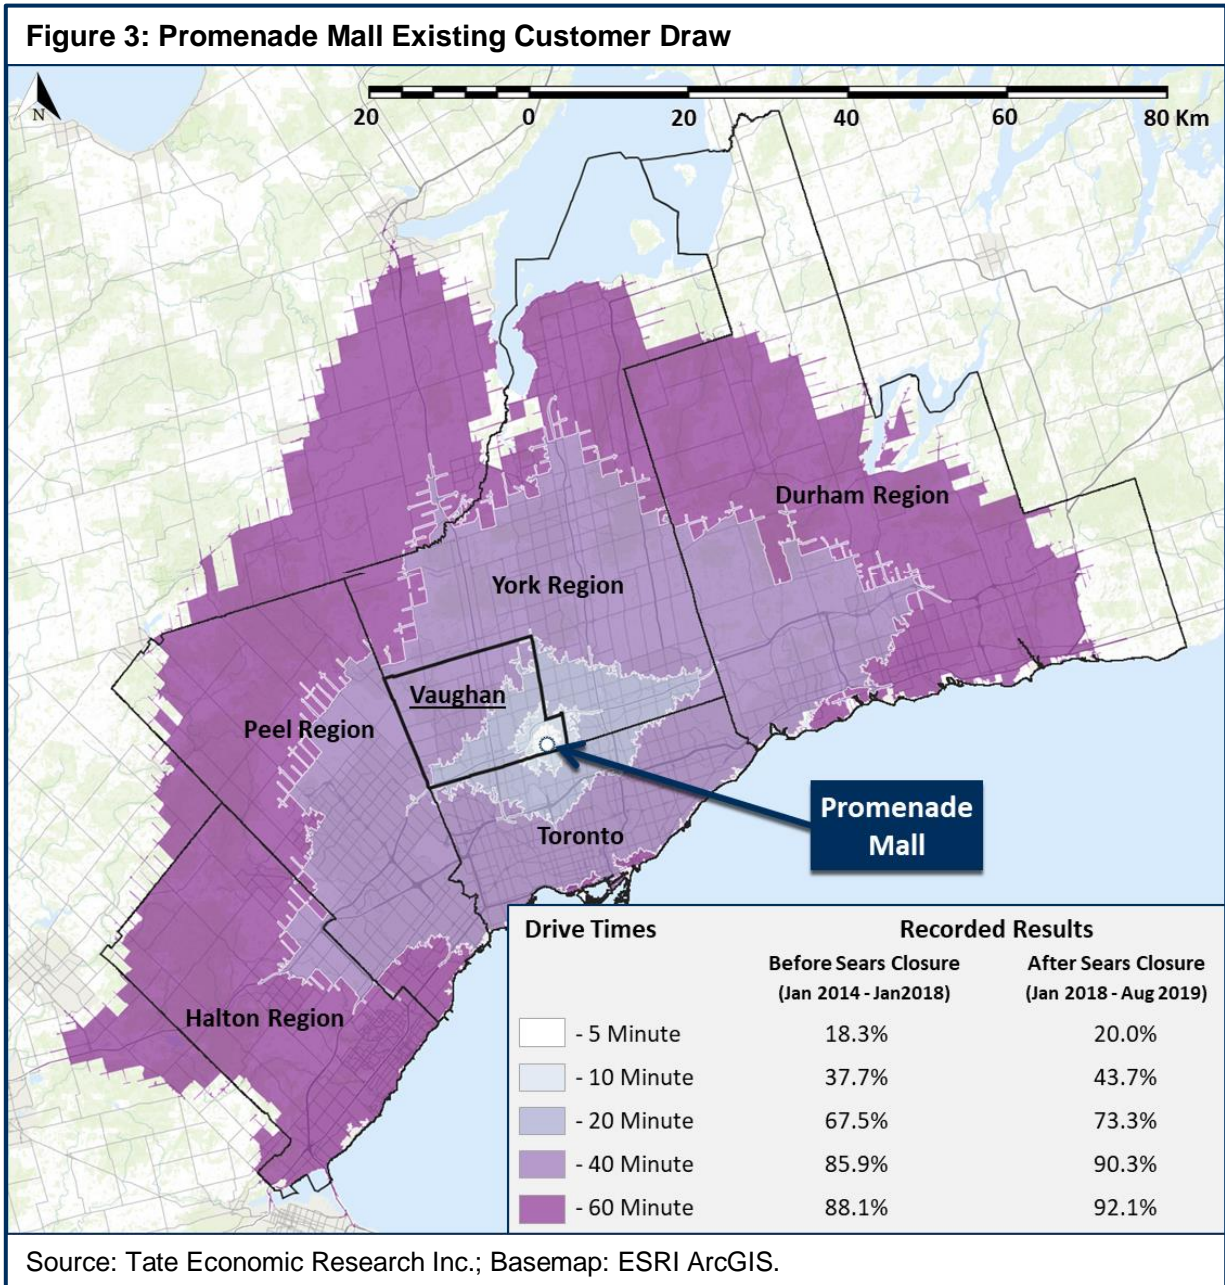 Figure 3: Promenade Mall Existing Customer Draw
N
20 0 20 40 60 80 Km
Durham Region
York Region
Vaughan
Peel Region
Promenade
Mall
Toronto
Halton Region
Drive Times Recorded Results
Before Sears Closure After Sears Closure
(Jan 2014 - Jan2018) (Jan 2018 - Aug 2019)
- 5 Minute 18.3% 20.0%
- 10 Minute 37.7% 43.7%
- 20 Minute 67.5% 73.3%
- 40 Minute 85.9% 90.3%
- 60 Minute 88.1% 92.1%
Source: Tate Economic Research Inc.; Basemap: ESRI ArcGIS.